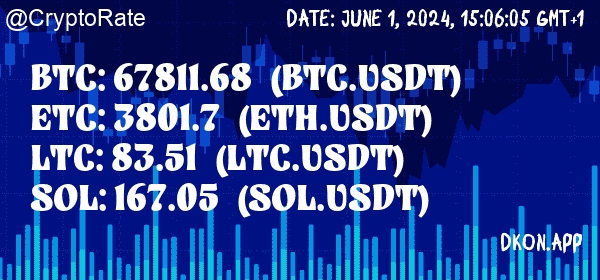 @CryptoRate
DATE: JUNE 1, 2024, 15:06:05 GMT+1
BTC: 67811.68 (BTC.USDT)
ETC: 3801.7 (ETH.USDT)
LTC: 83.51 (LTC.USDT)
SOL: 167.05 (SOL.USDT)
DKON.APP